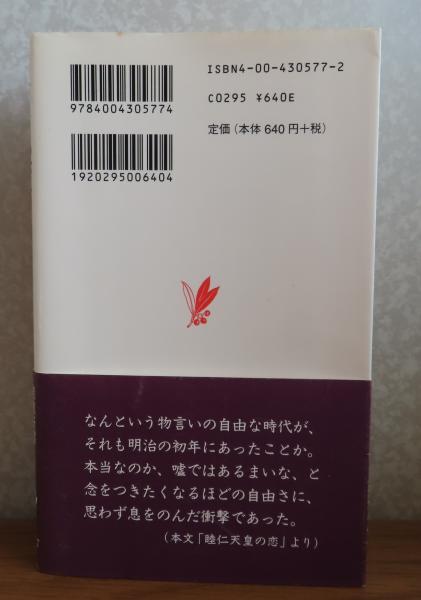 ISBN4-00-430577-2
C0295 ¥640E
定価(本体 640 円+税)
9784004305774
1920295006404
なんという物言いの自由な時代が、
それも明治の初年にあったことか。
本当なのか、嘘ではあるまいな、と
念をつきたくなるほどの自由さに、
思わず息をのんだ衝撃であった。
(本文「睦仁天皇の恋」より)